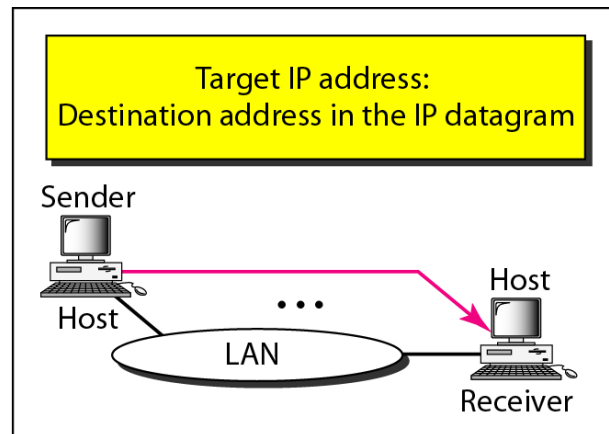 Target IP address:
Destination address in the IP datagram
Sender
Host
Host
LAN
Receiver